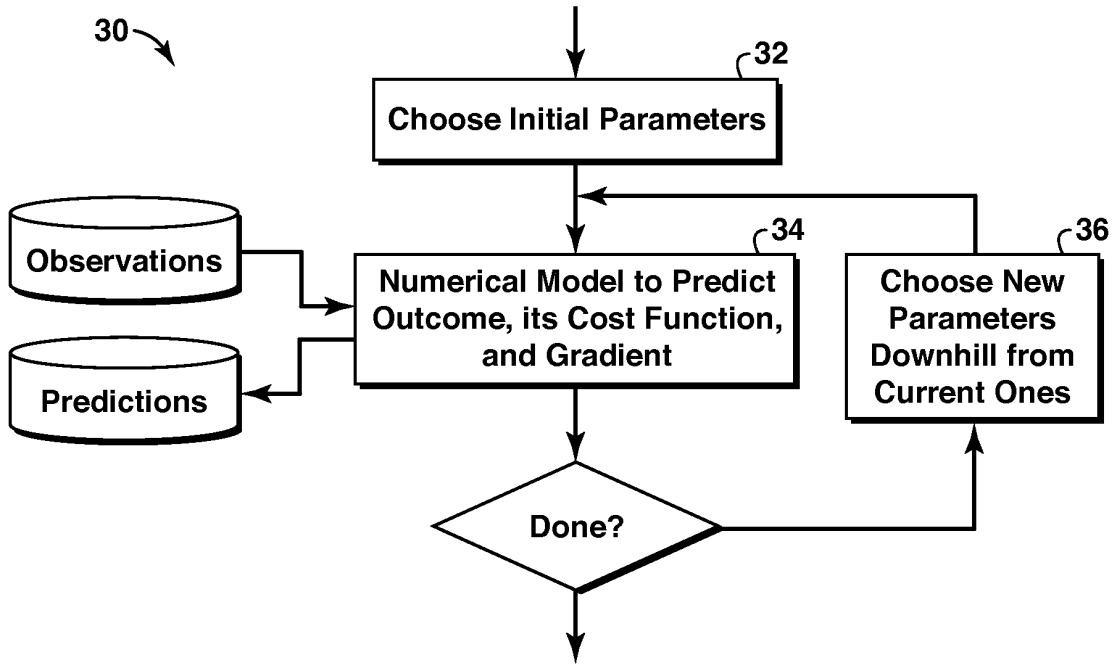 30
32
Choose Initial Parameters
Observations
34
Numerical Model to Predict
Outcome, its Cost Function,
and Gradient
36
Choose New
Parameters
Downhill from
Current Ones
Predictions
Done?